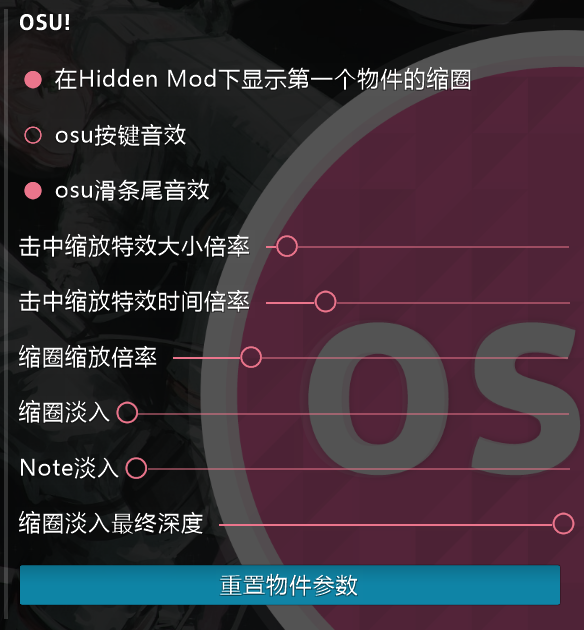 OSU!
在Hidden Mod下显示第一个物件的缩圈
osu按键音效
osu滑条尾音效
击中缩放特效大小倍率
击中缩放特效时间倍率
缩圈缩放倍率
os
缩圈淡入
Note淡入
缩圈淡入最终深度
重置物件参数